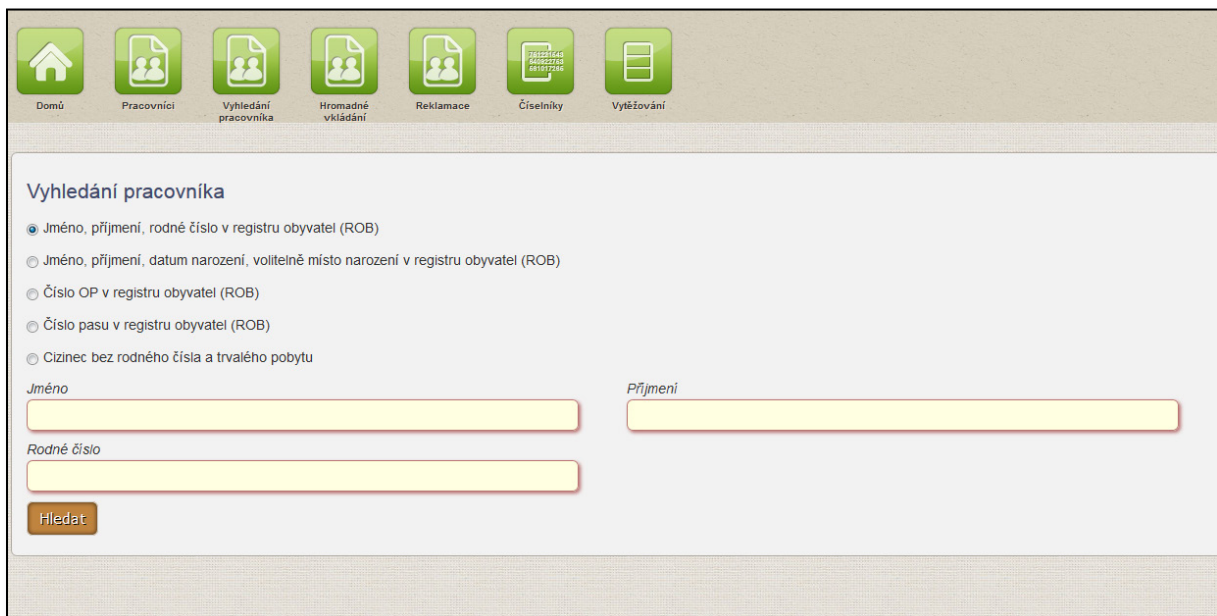 Domů
Pracovníci
Vyhledání
pracovníka
Hromadné
vkládání
Reklamace
Číselníky
Vytěžování
Vyhledání pracovníka
Jméno, příjmení, rodné číslo v registru obyvatel (ROB)
Jméno, příjmení, datum narození, volitelně místo narození v registru obyvatel (ROB)
Číslo OP v registru obyvatel (ROB)
Číslo pasu v registru obyvatel (ROB)
Cizinec bez rodného čísla a trvalého pobytu
Jméno
Příjmení
Rodné číslo
Hledat